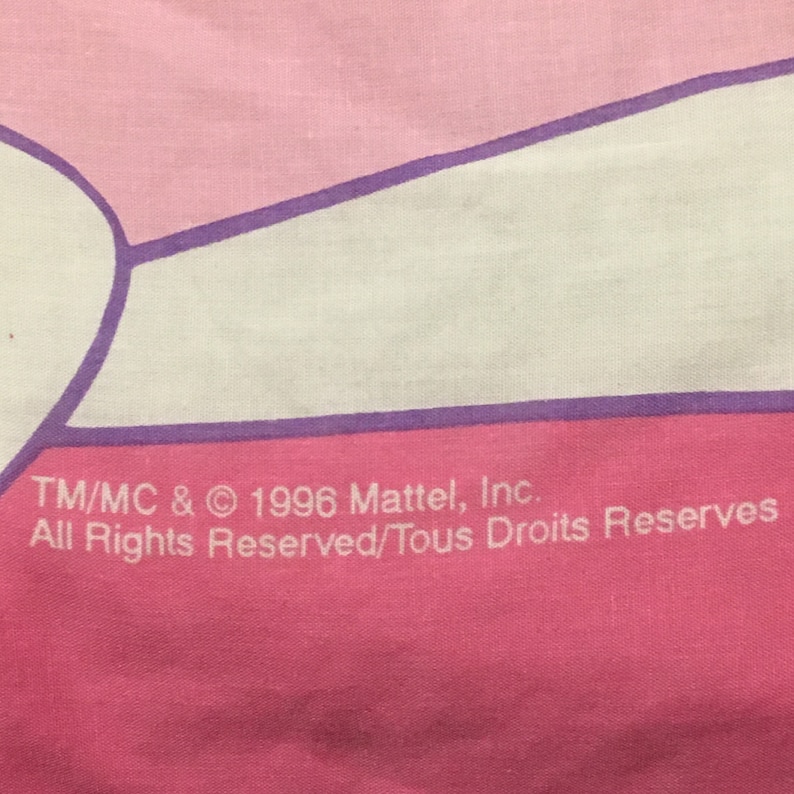 TM/MC & © 1996 Mattel, Inc.
All Rights Reserved/Tous Droits Reserves